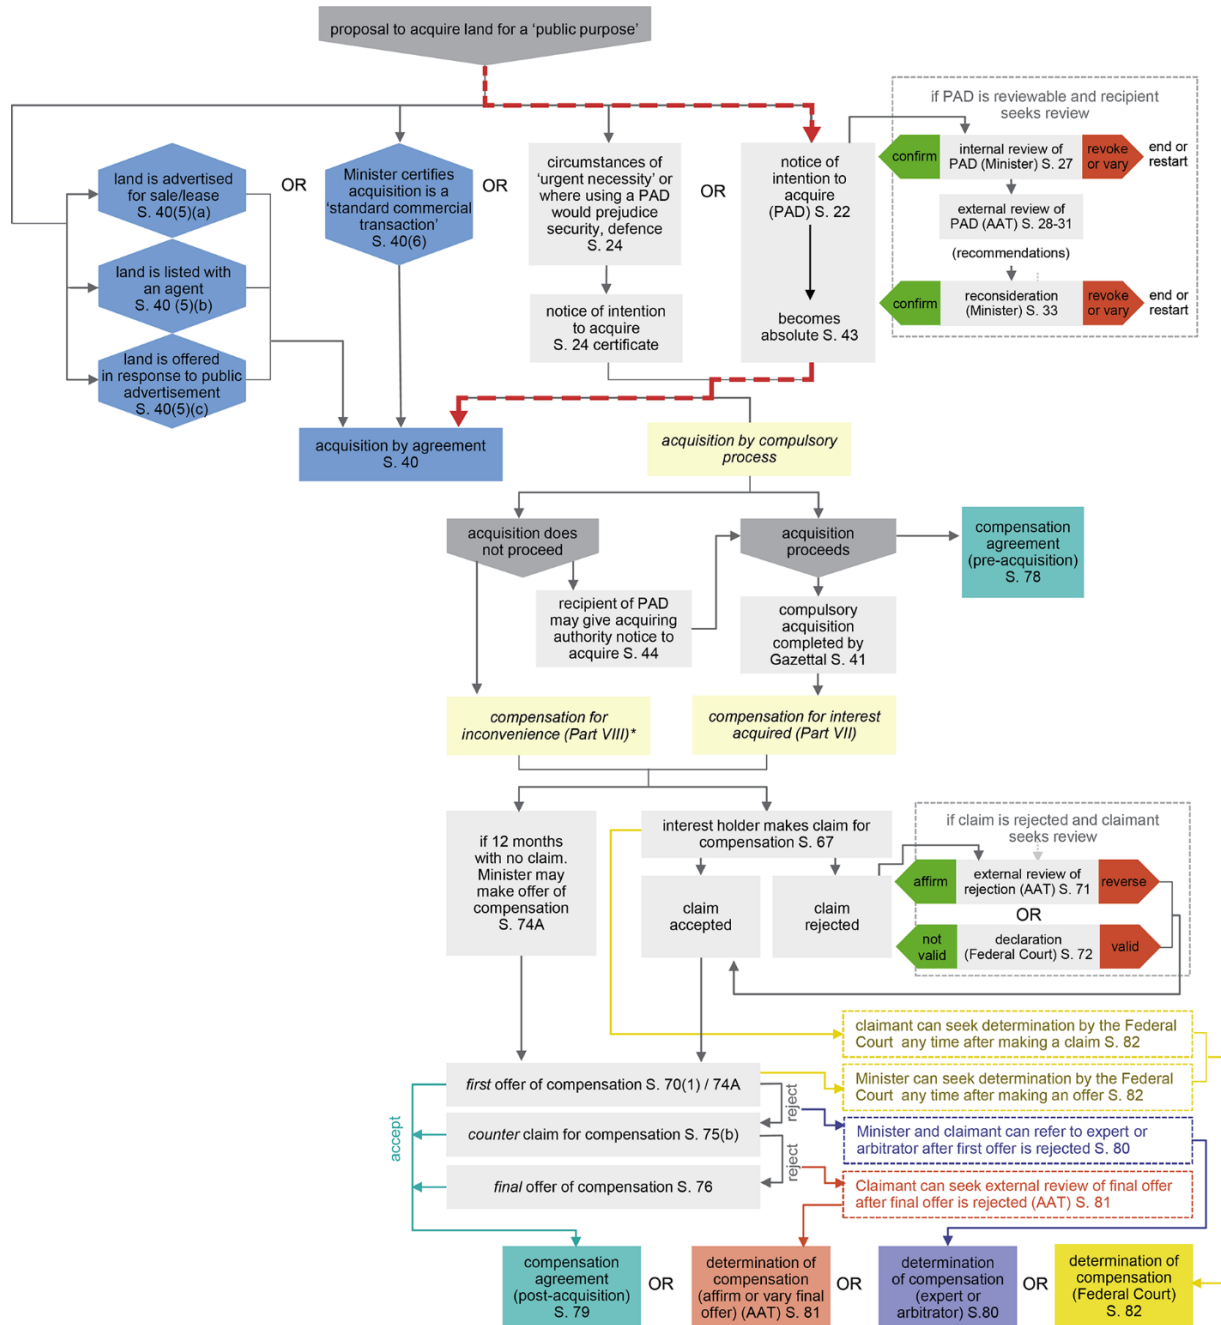 proposal to acquire land for a 'public purpose'
if PAD is reviewable and recipient
seeks review
land is advertised
for sale/lease
S. 40(5)(a)
OR
Minister certifies
acquisition is a
'standard commercial
transaction'
S. 40(6)
OR
circumstances of
'urgent necessity' or
where using a PAD
would prejudice
security, defence
S. 24
OR
notice of
intention to
acquire
(PAD) S. 22
confirm
internal review of
PAD (Minister) S. 27
revoke
or vary
end or
restart
external review of
PAD (AAT) S. 28-31
(recommendations)
land is listed with
an agent
S. 40 (5)(b)
notice of intention
to acquire
S. 24 certificate
becomes
absolute S. 43
confirm
reconsideration
(Minister) S. 33
revoke
or vary
end or
restart
land is offered
in response to public
advertisement
S. 40(5)(c)
acquisition by agreement
S. 40
acquisition by compulsory
process
acquisition does
not proceed
acquisition
proceeds
compensation
agreement
(pre-acquisition)
S. 78
recipient of PAD
may give acquiring
authority notice to
acquire S. 44
compulsory
acquisition
completed by
Gazettal S. 41
compensation for
inconvenience (Part VIII)*
compensation for interest
acquired (Part VII)
if 12 months
with no claim.
Minister may
make offer of
compensation
S. 74A
interest holder makes claim for
compensation S. 67
claim
accepted
claim
rejected
if claim is rejected and claimant
seeks review
affirm
external review of
rejection (AAT) S. 71
reverse
OR
not
valid
declaration
(Federal Court) S. 72
valid
claimant can seek determination by the Federal
Court any time after making a claim S. 82
first offer of compensation S. 70(1) / 74A
reject
Minister can seek determination by the Federal
Court any time after making an offer S. 82
accept
counter claim for compensation S. 75(b)
reject
Minister and claimant can refer to expert or
arbitrator after first offer is rejected S. 80
final offer of compensation S. 76
Claimant can seek external review of final offer
after final offer is rejected (AAT) S. 81
compensation
agreement
(post-acquisition)
S. 79
OR
determination of
compensation
(affirm or vary final
offer) (AAT) S. 81
OR
determination
of compensation
(expert or
arbitrator) S.80
OR
determination of
compensation
(Federal Court)
S. 82